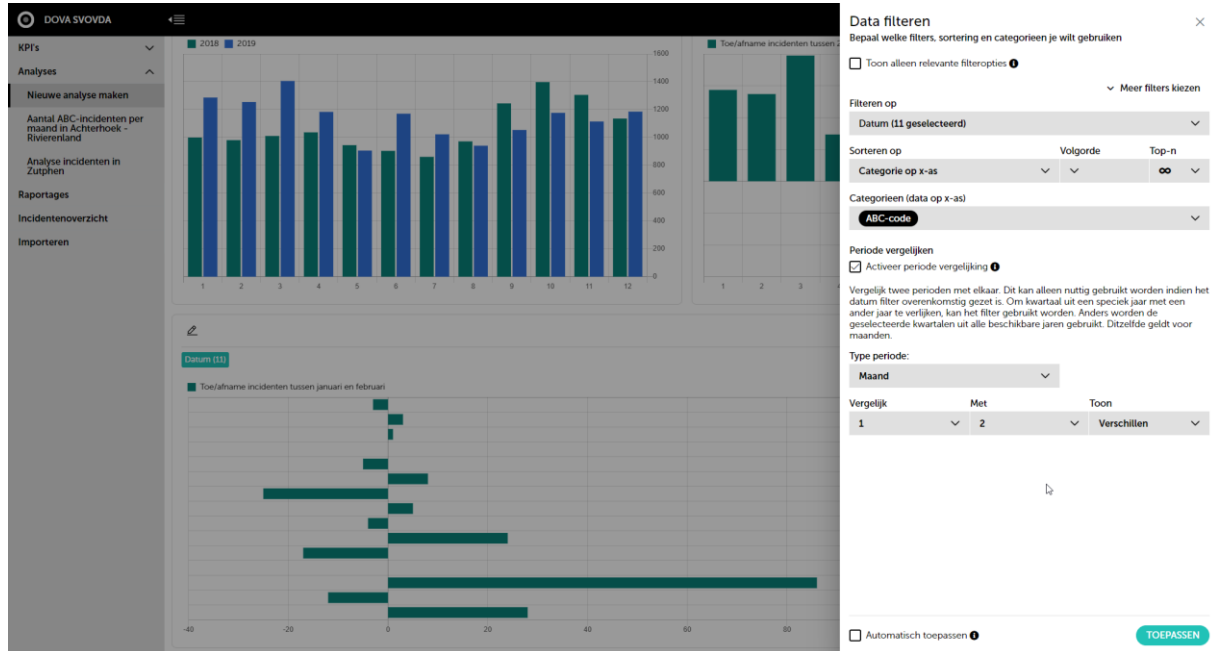 DOVA SVOVDA
KPI's
Analyses
Nieuwe analyse maken
Aantal ABC-incidenten per
maand in Achterhoek -
Rivierenland
Analyse incidenten in
Zutphen
Raportages
Incidentenoverzicht
Importeren
2018 2019
1600
1400
1200
1000
800
600
400
200
0
1 2 3 4 5 6 7 8 9 10 11 12
Toe/afname incidenten tussen
1 2 3
Datum (11)
Toe/afname incidenten tussen januari en februari
-40 -20 0 20 40 60 80
Data filteren
Bepaal welke filters, sortering en categorieen je wilt gebruiken
Toon alleen relevante filteropties
Meer filters kiezen
Filteren op
Datum (11 geselecteerd)
Sorteren op Volgorde Top-n
Categorie op x-as ∞
Categorieen (data op x-as)
ABC-code
Periode vergelijken
Activeer periode vergelijking
Vergelijk twee perioden met elkaar. Dit kan alleen nuttig gebruikt worden indien het
datum filter overenkomstig gezet is. Om kwartaal uit een speciek jaar met een
ander jaar te verlijken, kan het filter gebruikt worden. Anders worden de
geselecteerde kwartalen uit alle beschikbare jaren gebruikt. Ditzelfde geldt voor
maanden.
Type periode:
Maand
Vergelijk Met Toon
1 2 Verschillen
Automatisch toepassen
TOEPASSEN